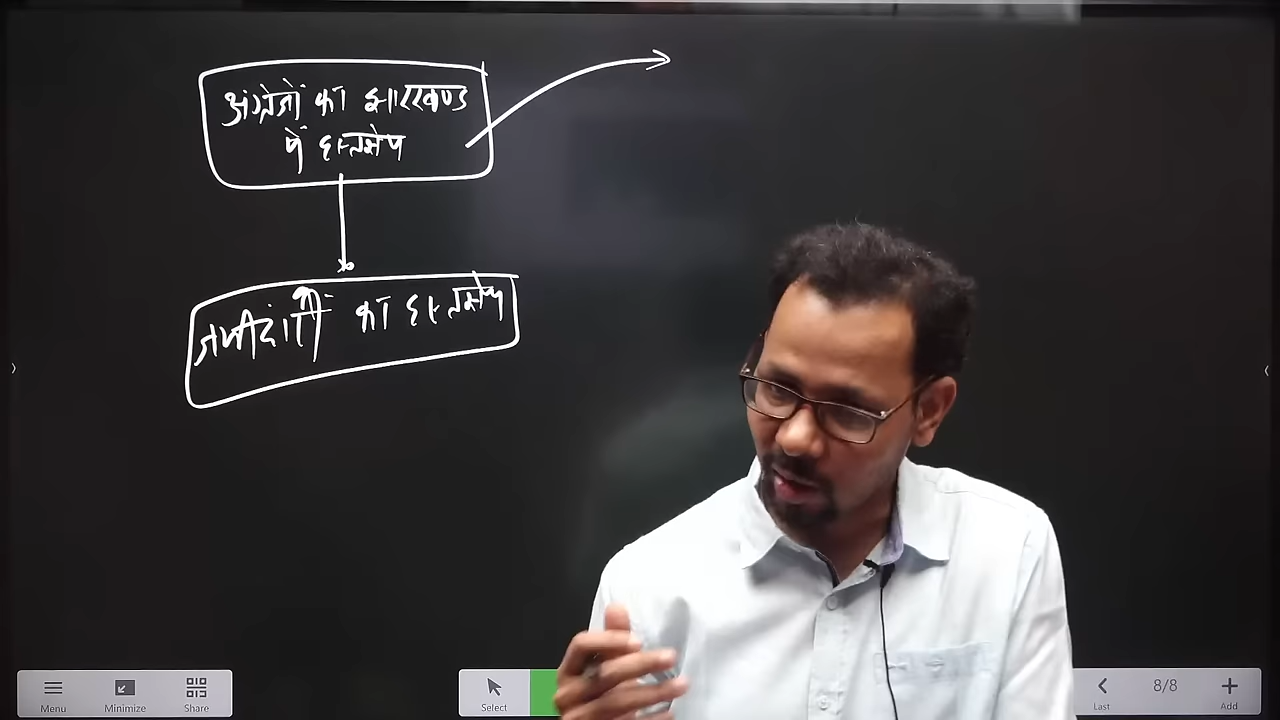 अंग्रेजों का झारखण्ड
में हस्तक्षेप
जमींदारों का हस्तक्षेप
Menu
Minimize
Share
Select
Last
8/8
Add